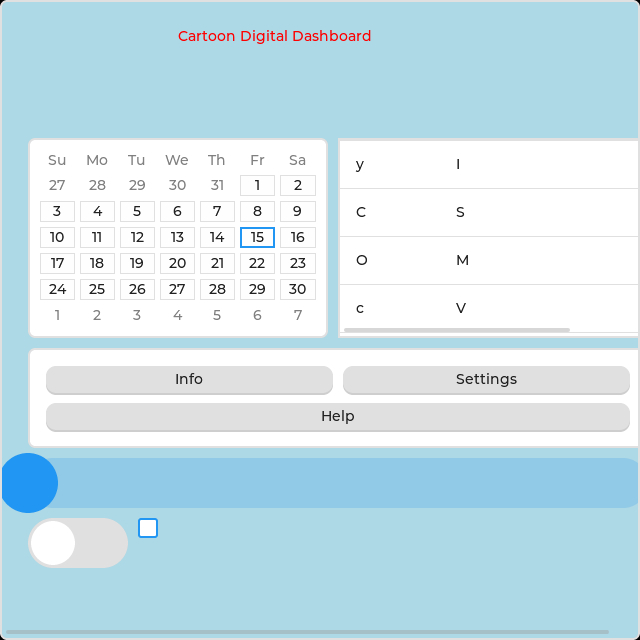 Cartoon Digital Dashboard
Su Mo Tu We Th Fr Sa
27 28 29 30 31 1 2
3 4 5 6 7 8 9
10 11 12 13 14 15 16
17 18 19 20 21 22 23
24 25 26 27 28 29 30
1 2 3 4 5 6 7
y I
C S
O M
c V
Info Settings
Help